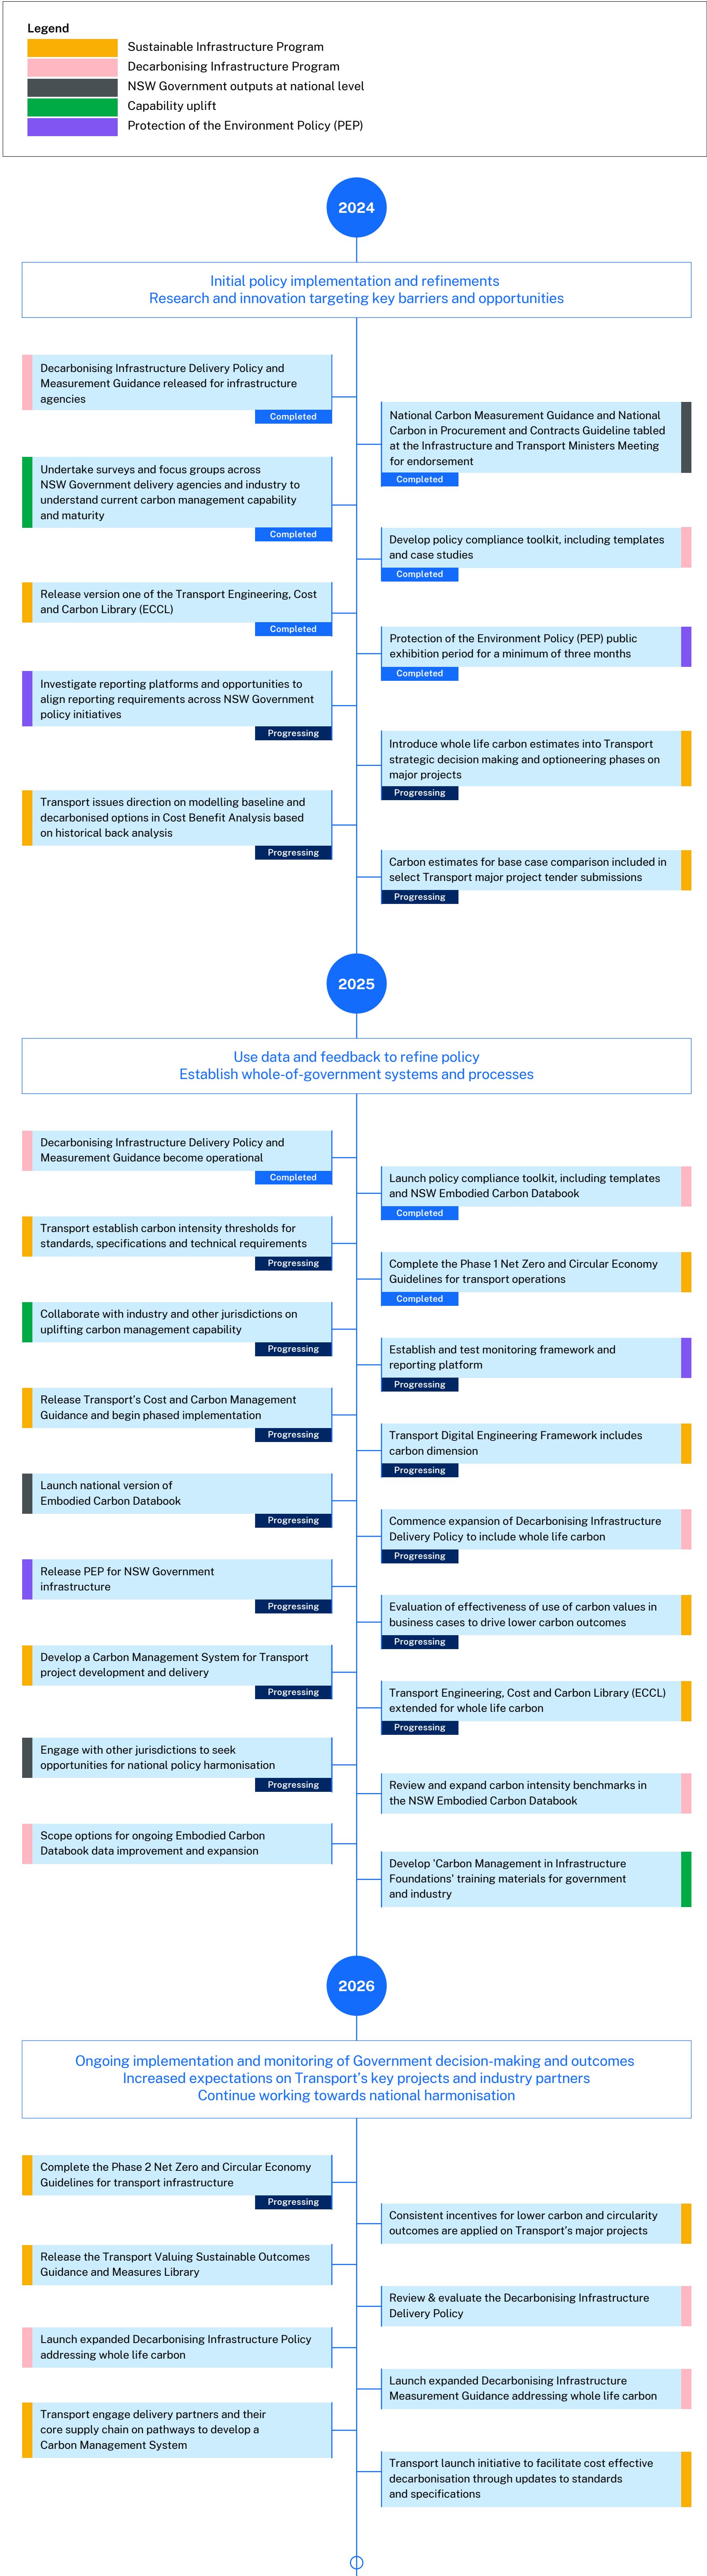 Legend
Sustainable Infrastructure Program
Decarbonising Infrastructure Program
NSW Government outputs at national level
Capability uplift
Protection of the Environment Policy (PEP)
2024
Initial policy implementation and refinements
Research and innovation targeting key barriers and opportunities
Decarbonising Infrastructure Delivery Policy and
Measurement Guidance released for infrastructure
agencies
Completed
National Carbon Measurement Guidance and National
Carbon in Procurement and Contracts Guideline tabled
at the Infrastructure and Transport Ministers Meeting
for endorsement
Completed
Undertake surveys and focus groups across
NSW Government delivery agencies and industry to
understand current carbon management capability
and maturity
Completed
Develop policy compliance toolkit, including templates
and case studies
Completed
Release version one of the Transport Engineering, Cost
and Carbon Library (ECCL)
Completed
Protection of the Environment Policy (PEP) public
exhibition period for a minimum of three months
Completed
Investigate reporting platforms and opportunities to
align reporting requirements across NSW Government
policy initiatives
Progressing
Introduce whole life carbon estimates into Transport
strategic decision making and optioneering phases on
major projects
Progressing
Transport issues direction on modelling baseline and
decarbonised options in Cost Benefit Analysis based
on historical back analysis
Progressing
Carbon estimates for base case comparison included in
select Transport major project tender submissions
Progressing
2025
Use data and feedback to refine policy
Establish whole-of-government systems and processes
Decarbonising Infrastructure Delivery Policy and
Measurement Guidance become operational
Completed
Launch policy compliance toolkit, including templates
and NSW Embodied Carbon Databook
Completed
Transport establish carbon intensity thresholds for
standards, specifications and technical requirements
Progressing
Complete the Phase 1 Net Zero and Circular Economy
Guidelines for transport operations
Completed
Collaborate with industry and other jurisdictions on
uplifting carbon management capability
Progressing
Establish and test monitoring framework and
reporting platform
Progressing
Release Transport's Cost and Carbon Management
Guidance and begin phased implementation
Progressing
Transport Digital Engineering Framework includes
carbon dimension
Progressing
Launch national version of
Embodied Carbon Databook
Progressing
Commence expansion of Decarbonising Infrastructure
Delivery Policy to include whole life carbon
Progressing
Release PEP for NSW Government
infrastructure
Progressing
Evaluation of effectiveness of use of carbon values in
business cases to drive lower carbon outcomes
Progressing
Develop a Carbon Management System for Transport
project development and delivery
Progressing
Transport Engineering, Cost and Carbon Library (ECCL)
extended for whole life carbon
Progressing
Engage with other jurisdictions to seek
opportunities for national policy harmonisation
Progressing
Review and expand carbon intensity benchmarks in
the NSW Embodied Carbon Databook
Scope options for ongoing Embodied Carbon
Databook data improvement and expansion
Develop 'Carbon Management in Infrastructure
Foundations' training materials for government
and industry
2026
Ongoing implementation and monitoring of Government decision-making and outcomes
Increased expectations on Transport's key projects and industry partners
Continue working towards national harmonisation
Complete the Phase 2 Net Zero and Circular Economy
Guidelines for transport infrastructure
Progressing
Consistent incentives for lower carbon and circularity
outcomes are applied on Transport's major projects
Release the Transport Valuing Sustainable Outcomes
Guidance and Measures Library
Review & evaluate the Decarbonising Infrastructure
Delivery Policy
Launch expanded Decarbonising Infrastructure Policy
addressing whole life carbon
Launch expanded Decarbonising Infrastructure
Measurement Guidance addressing whole life carbon
Transport engage delivery partners and their
core supply chain on pathways to develop a
Carbon Management System
Transport launch initiative to facilitate cost effective
decarbonisation through updates to standards
and specifications